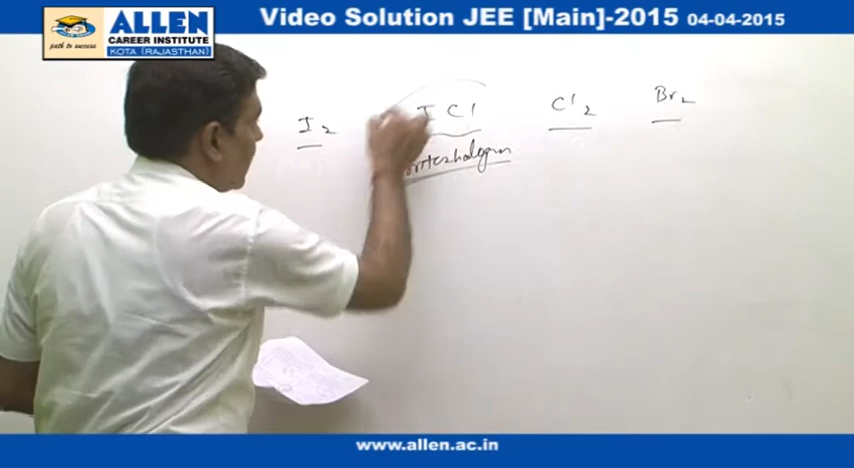 ALLEN
CAREER INSTITUTE
KOTA (RAJASTHAN)
path to success
Video Solution JEE [Main]-2015 04-04-2015
I₂ ICl Cl₂ Br₂
www.allen.ac.in